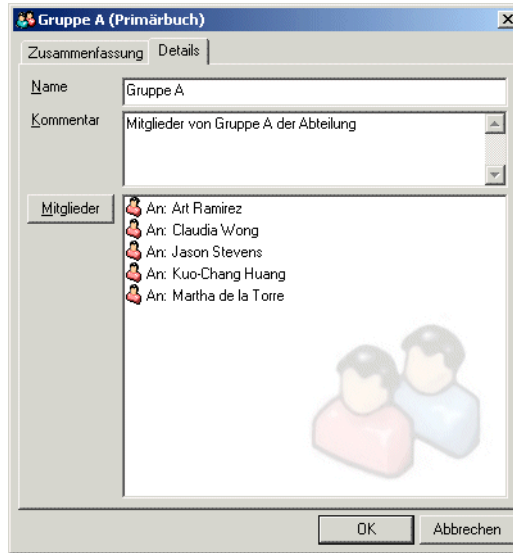 Gruppe A (Primärbuch)
Zusammenfassung Details
Name Gruppe A
Kommentar Mitglieder von Gruppe A der Abteilung
Mitglieder An: Art Ramirez
An: Claudia Wong
An: Jason Stevens
An: Kuo-Chang Huang
An: Martha de la Torre
OK Abbrechen